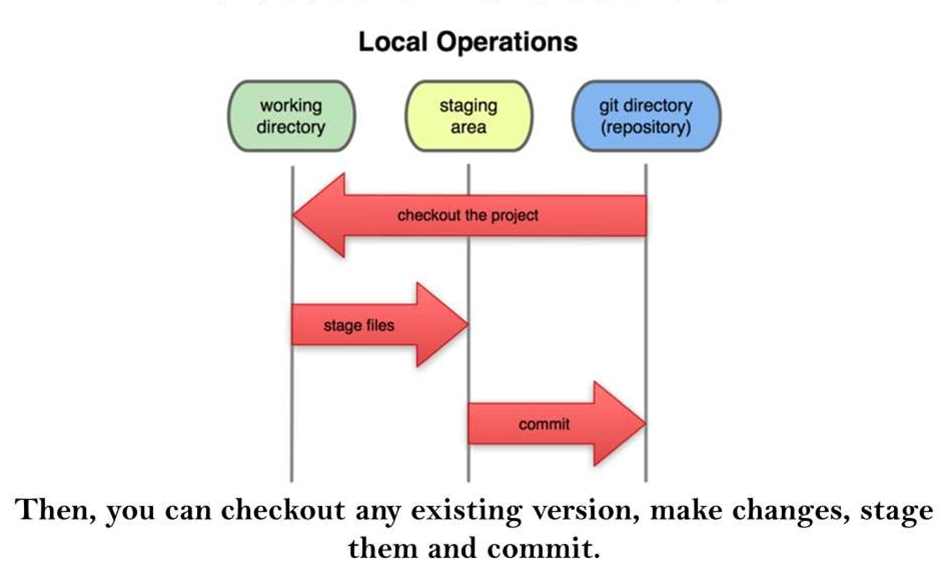 Local Operations
working
directory
staging
area
git directory
(repository)
checkout the project
stage files
commit
Then, you can checkout any existing version, make changes, stage
them and commit.